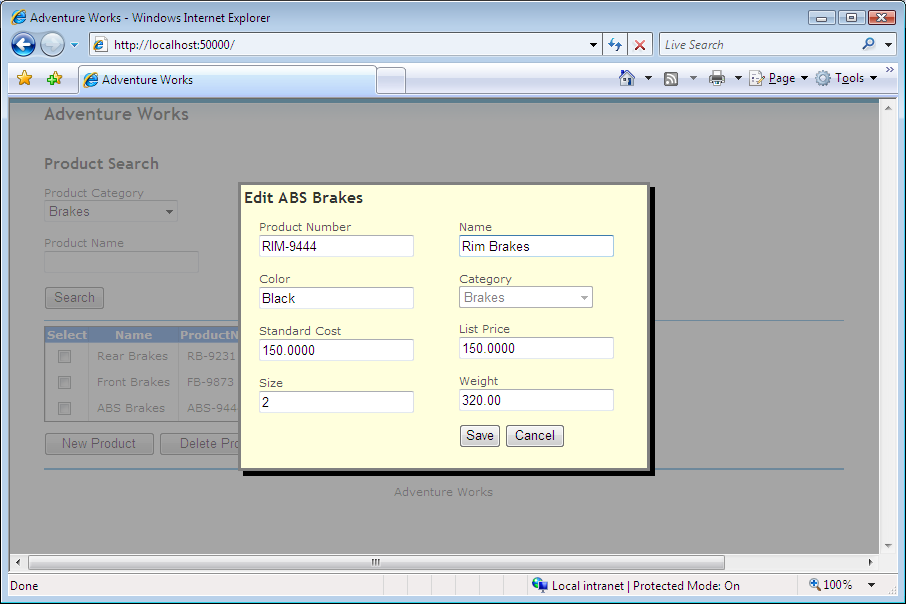 Adventure Works - Windows Internet Explorer
http://localhost:50000/
Live Search
Adventure Works
Page
Tools
Adventure Works
Product Search
Product Category
Brakes
Product Name
Search
Select Name ProductN
Rear Brakes RB-9231
Front Brakes FB-9873
ABS Brakes ABS-944
New Product Delete Pro
Edit ABS Brakes
Product Number Name
RIM-9444 Rim Brakes
Color Category
Black Brakes
Standard Cost List Price
150.0000 150.0000
Size Weight
2 320.00
Save Cancel
Adventure Works
Done Local intranet | Protected Mode: On 100%